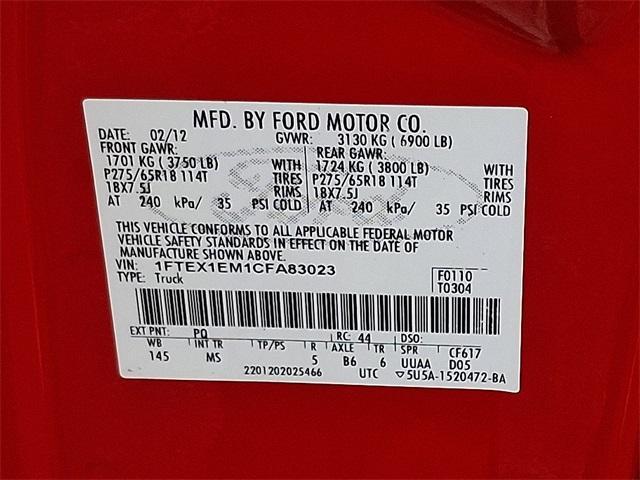 MFD. BY FORD MOTOR CO.
DATE: 02/12 GVWR: 3130 KG ( 6900 LB)
FRONT GAWR: REAR GAWR:
1701 KG ( 3750 LB) WITH 1724 KG ( 3800 LB) WITH
P275/65R18 114T TIRES P275/65R18 114T TIRES
18X7.5J RIMS 18X7.5J RIMS
AT 240 kPa/ 35 PSI COLD AT 240 kPa/ 35 PSI COLD
THIS VEHICLE CONFORMS TO ALL APPLICABLE FEDERAL MOTOR
VEHICLE SAFETY STANDARDS IN EFFECT ON THE DATE OF
MANUFACTURE SHOWN ABOVE.
VIN: 1FTEX1EM1CFA83023 F0110
TYPE: Truck T0304
EXT PNT: PQ RC: 44 DSO:
WB INT TR TP/PS R AXLE TR SPR CF617
145 MS 5 B6 6 UUAA D05
2201202025466 UTC ▽5U5A-1520472-BA